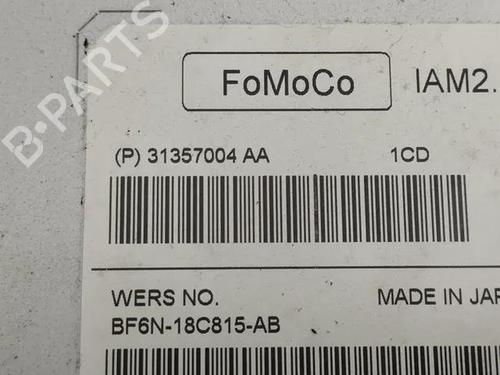 B-PARTS
FoMoCo IAM2.
(P) 31357004 AA 1CD
WERS NO. MADE IN JAP
BF6N-18C815-AB